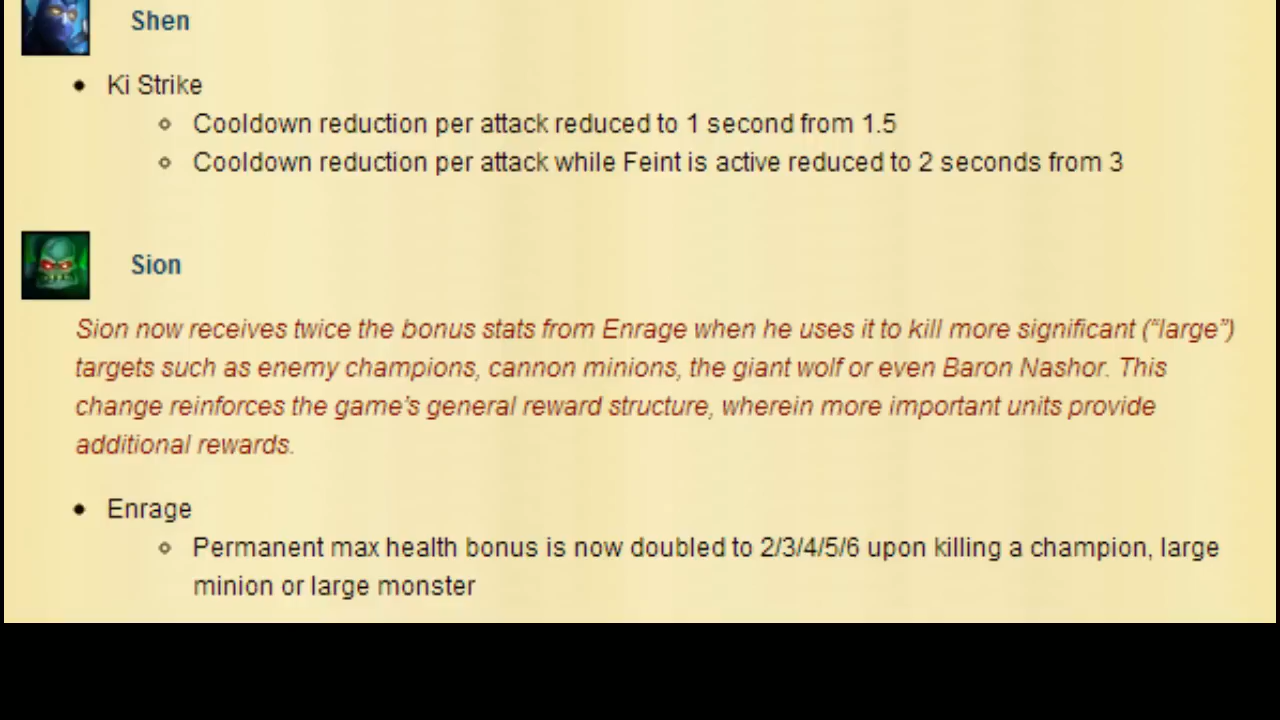 Shen
Ki Strike
Cooldown reduction per attack reduced to 1 second from 1.5
Cooldown reduction per attack while Feint is active reduced to 2 seconds from 3
Sion
Sion now receives twice the bonus stats from Enrage when he uses it to kill more significant (“large”)
targets such as enemy champions, cannon minions, the giant wolf or even Baron Nashor. This
change reinforces the game’s general reward structure, wherein more important units provide
additional rewards.
Enrage
Permanent max health bonus is now doubled to 2/3/4/5/6 upon killing a champion, large
minion or large monster